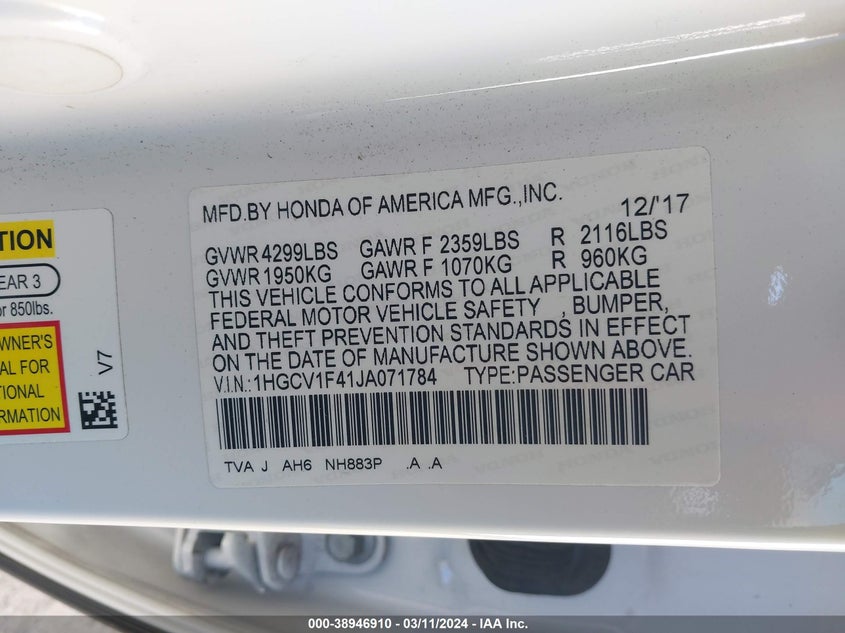 MFD.BY HONDA OF AMERICA MFG.,INC. 12/'17
GVWR 4299LBS GAWR F 2359LBS R 2116LBS
GVWR 1950KG GAWR F 1070KG R 960KG
THIS VEHICLE CONFORMS TO ALL APPLICABLE
FEDERAL MOTOR VEHICLE SAFETY , BUMPER,
AND THEFT PREVENTION STANDARDS IN EFFECT
ON THE DATE OF MANUFACTURE SHOWN ABOVE.
V.I.N.:1HGCV1F41JA071784 TYPE:PASSENGER CAR
TVA J AH6 NH883P .A .A
TION
EAR 3
or 850lbs.
WNER'S
AL FOR
TIONAL
RMATION
V7
000-38946910 - 03/11/2024 - IAA Inc.